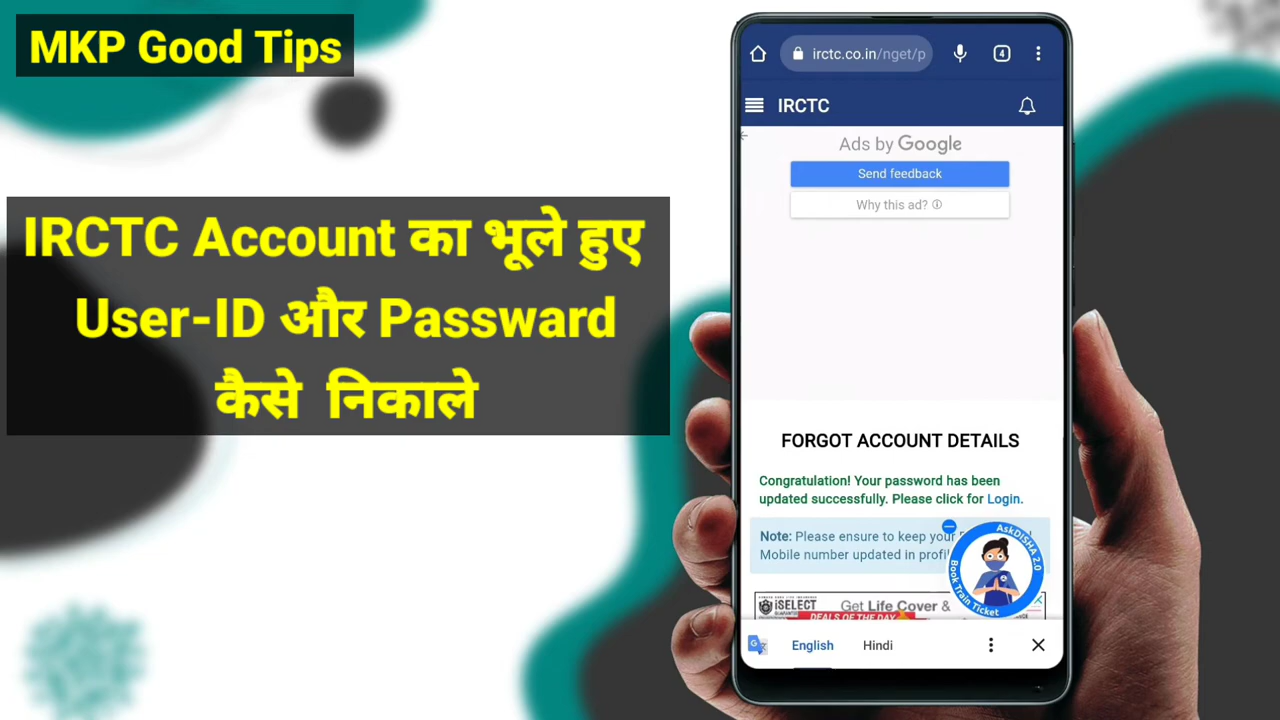 MKP Good Tips
IRCTC Account का भूले हुए
User-ID और Passward
कैसे निकाले
irctc.co.in/nget/p
4
IRCTC
Ads by Google
Send feedback
Why this ad?
FORGOT ACCOUNT DETAILS
Congratulation! Your password has been
updated successfully. Please click for Login.
Note: Please ensure to keep your
Mobile number updated in profil
AskDISHA 2.0
Book Train Ticket
iSELECT
Get Life Cover &
DEALS OF THE DAY
English Hindi